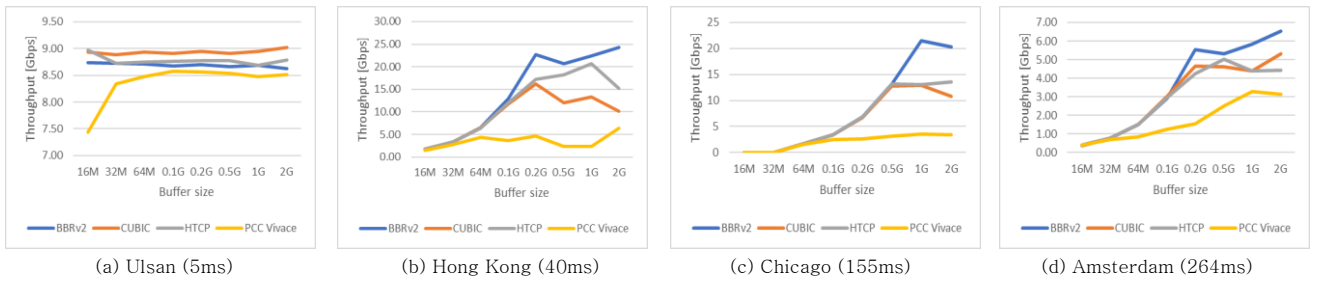 Throughput [Gbps]
9.50
9.00
8.50
8.00
7.50
7.00
16M 32M 64M 0.1G 0.2G 0.5G 1G 2G
Buffer size
BBRv2 CUBIC HTCP PCC Vivace
(a) Ulsan (5ms)
Throughput [Gbps]
30.00
25.00
20.00
15.00
10.00
5.00
0.00
16M 32M 64M 0.1G 0.2G 0.5G 1G 2G
Buffer size
BBRv2 CUBIC HTCP PCC Vivace
(b) Hong Kong (40ms)
Throughput [Gbps]
25
20
15
10
5
0
16M 32M 64M 0.1G 0.2G 0.5G 1G 2G
Buffer size
BBRv2 CUBIC HTCP PCC Vivace
(c) Chicago (155ms)
Throughput [Gbps]
7.00
6.00
5.00
4.00
3.00
2.00
1.00
0.00
16M 32M 64M 0.1G 0.2G 0.5G 1G 2G
Buffer size
BBRv2 CUBIC HTCP PCC Vivace
(d) Amsterdam (264ms)